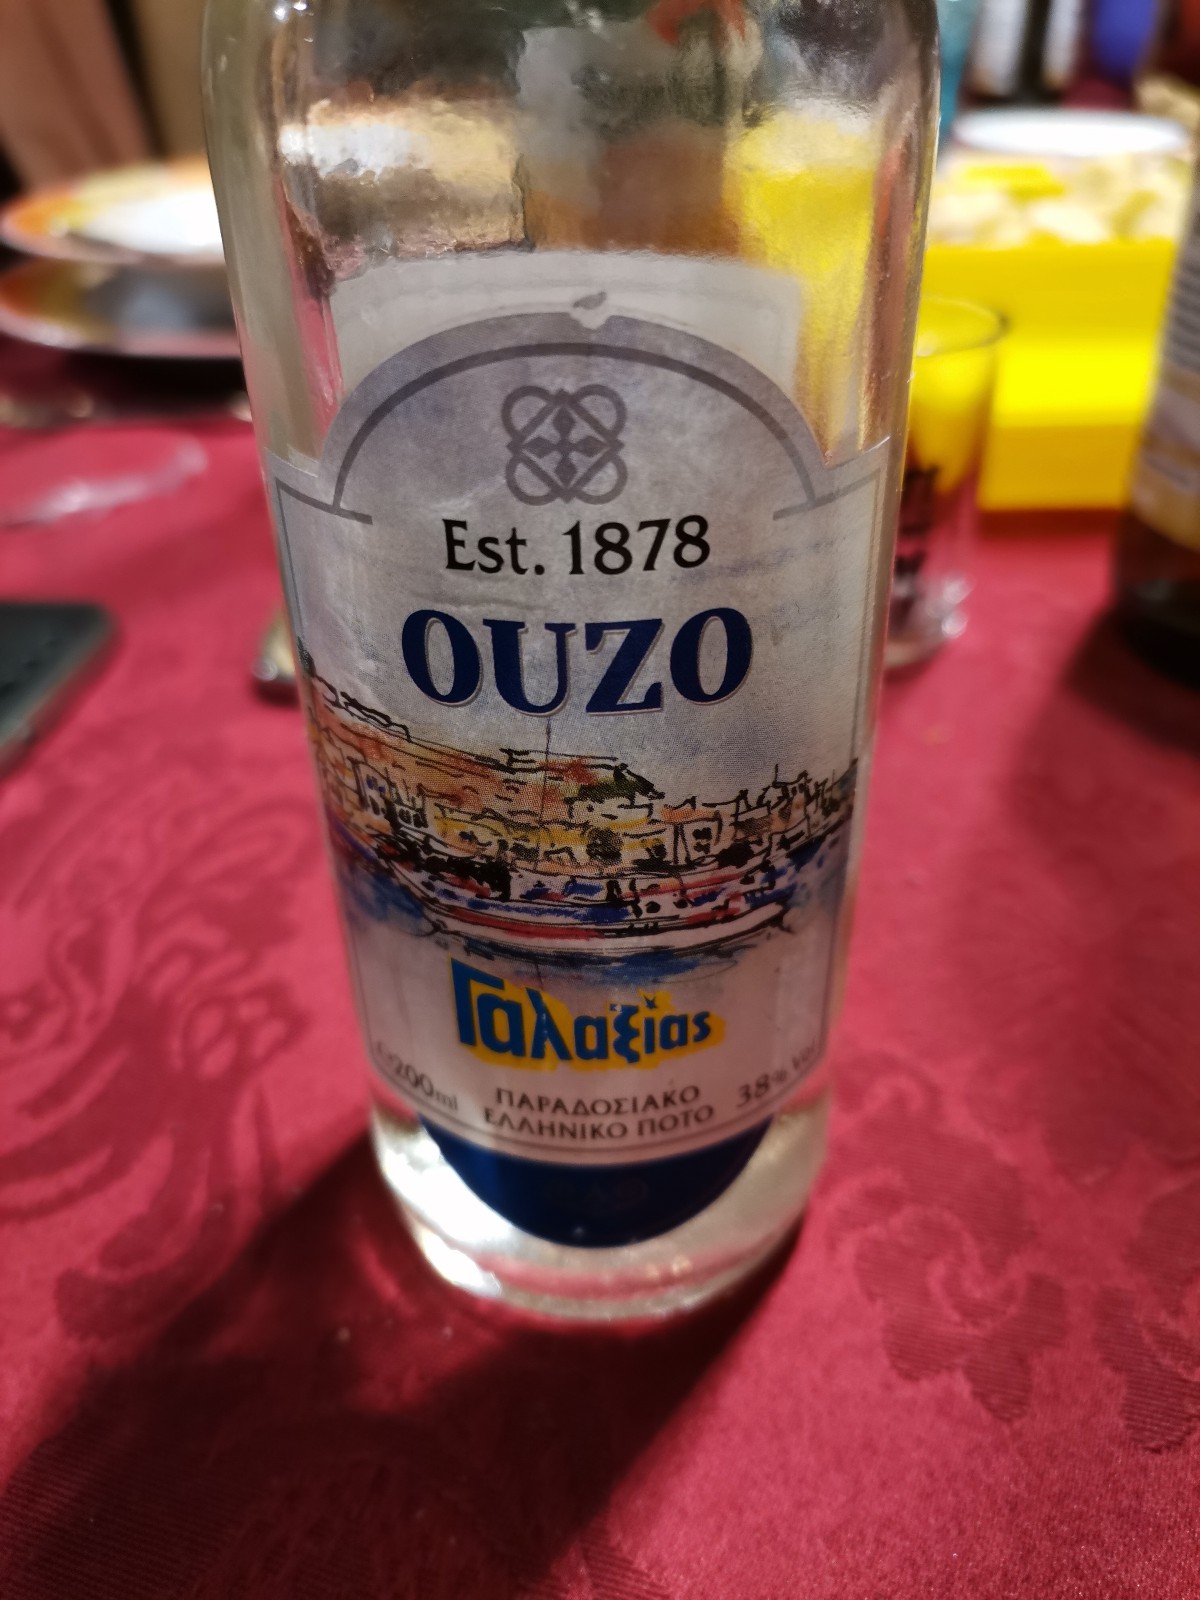 Est. 1878
OUZO
Γαλαξίας
200ml
ΠΑΡΑΔΟΣΙΑΚΟ
ΕΛΛΗΝΙΚΟ ΠΟΤΟ
38% Vol